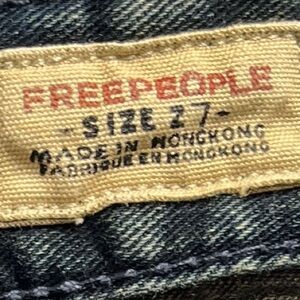 FREEPEOPLE
- SIZE 27 -
MADE IN HONGKONG
FABRIQUE EN HONGKONG